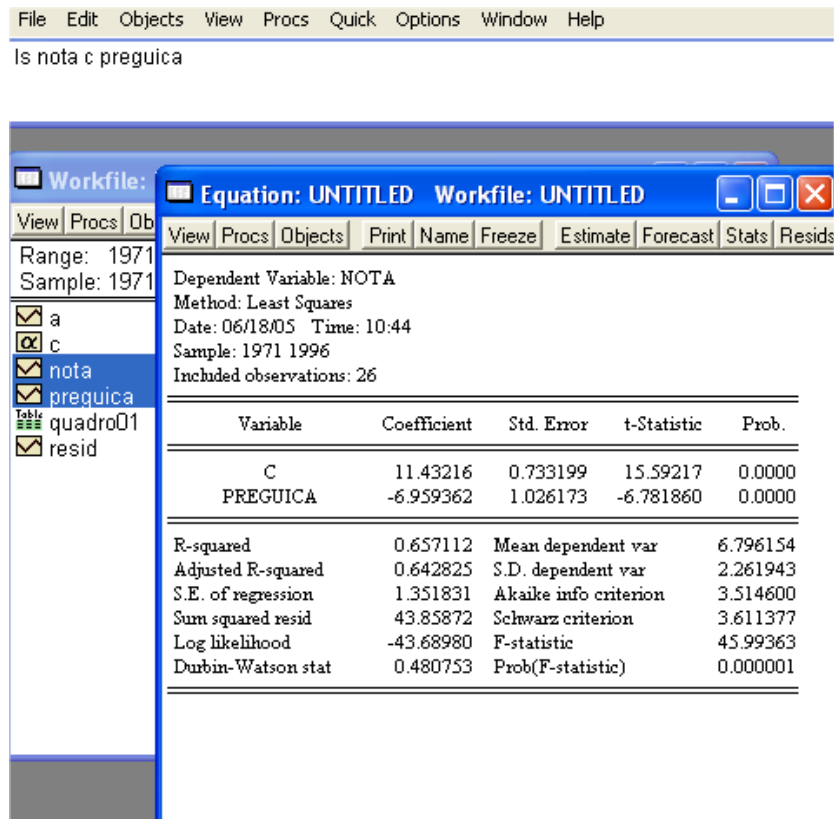 File Edit Objects View Procs Quick Options Window Help
ls nota c preguica
Workfile:
View Procs Ob
Range: 1971
Sample: 1971
a
c
nota
preguica
quadro01
resid
Equation: UNTITLED Workfile: UNTITLED
View Procs Objects Print Name Freeze Estimate Forecast Stats Resids
Dependent Variable: NOTA
Method: Least Squares
Date: 06/18/05 Time: 10:44
Sample: 1971 1996
Included observations: 26
Variable Coefficient Std. Error t-Statistic Prob.
C 11.43216 0.733199 15.59217 0.0000
PREGUICA -6.959362 1.026173 -6.781860 0.0000
R-squared 0.657112 Mean dependent var 6.796154
Adjusted R-squared 0.642825 S.D. dependent var 2.261943
S.E. of regression 1.351831 Akaike info criterion 3.514600
Sum squared resid 43.85872 Schwarz criterion 3.611377
Log likelihood -43.68980 F-statistic 45.99363
Durbin-Watson stat 0.480753 Prob(F-statistic) 0.000001